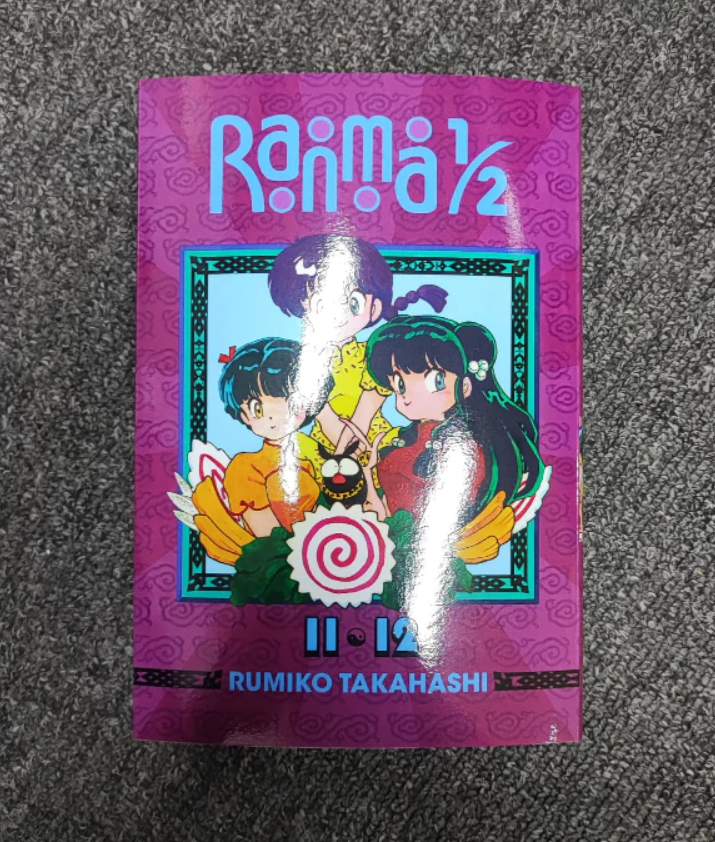 Ranma 1/2
11 • 12
RUMIKO TAKAHASHI